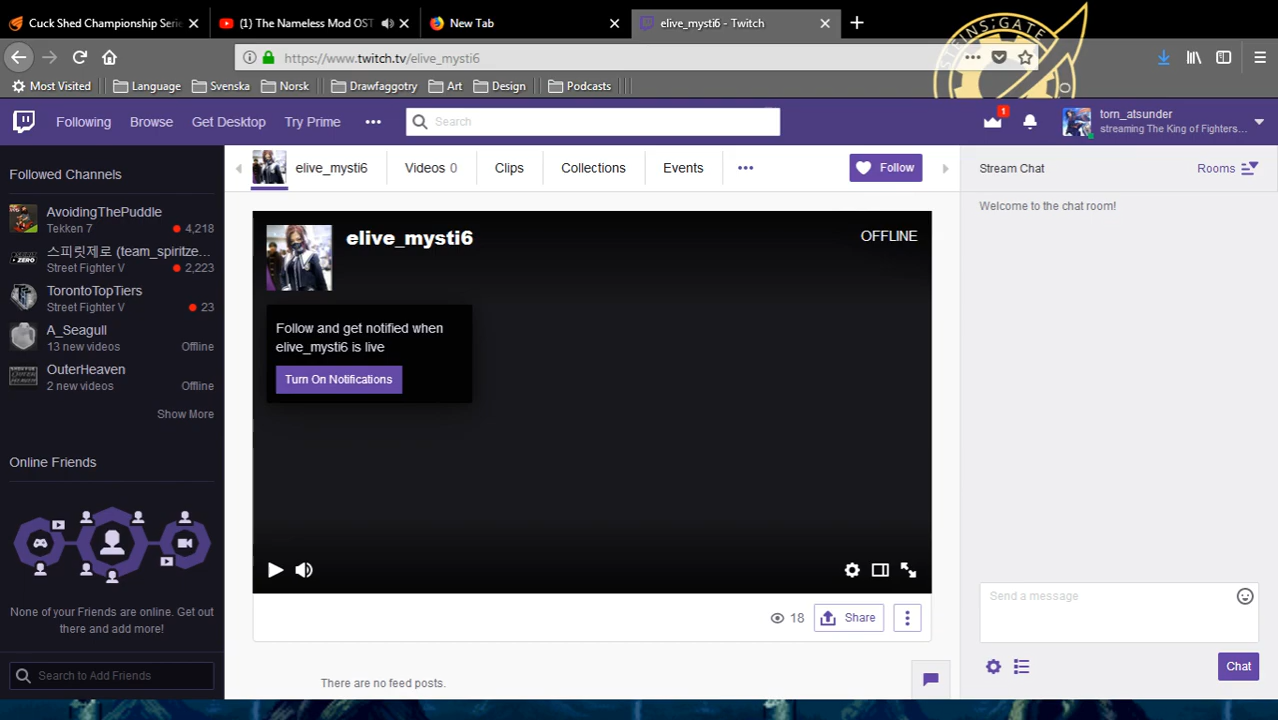 Cuck Shed Championship Serie
(1) The Nameless Mod OST
New Tab
elive_mysti6 - Twitch
STEINS;GATE
https://www.twitch.tv/elive_mysti6
Most Visited
Language
Svenska
Norsk
Drawfaggotry
Art
Design
Podcasts
Following
Browse
Get Desktop
Try Prime
Search
1
torn_atsunder
streaming The King of Fighters...
Followed Channels
AvoidingThePuddle
Tekken 7
4,218
스피릿제로 (team_spiritze...
Street Fighter V
2,223
TorontoTopTiers
Street Fighter V
23
A_Seagull
13 new videos
Offline
OuterHeaven
2 new videos
Offline
Show More
Online Friends
None of your Friends are online. Get out
there and add more!
Search to Add Friends
elive_mysti6
Videos 0
Clips
Collections
Events
Follow
elive_mysti6
OFFLINE
Follow and get notified when
elive_mysti6 is live
Turn On Notifications
18
Share
There are no feed posts.
Stream Chat
Rooms
Welcome to the chat room!
Send a message
Chat